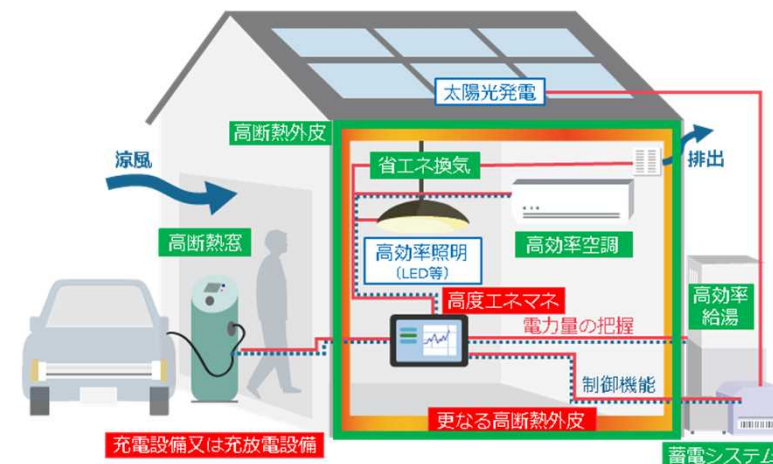 太陽光発電
高断熱外皮
涼風
省エネ換気
排出
高断熱窓
高効率照明
(LED等)
高効率空調
高度エネマネ
高効率
給湯
電力量の把握
制御機能
更なる高断熱外皮
充電設備又は充放電設備
蓄電システム